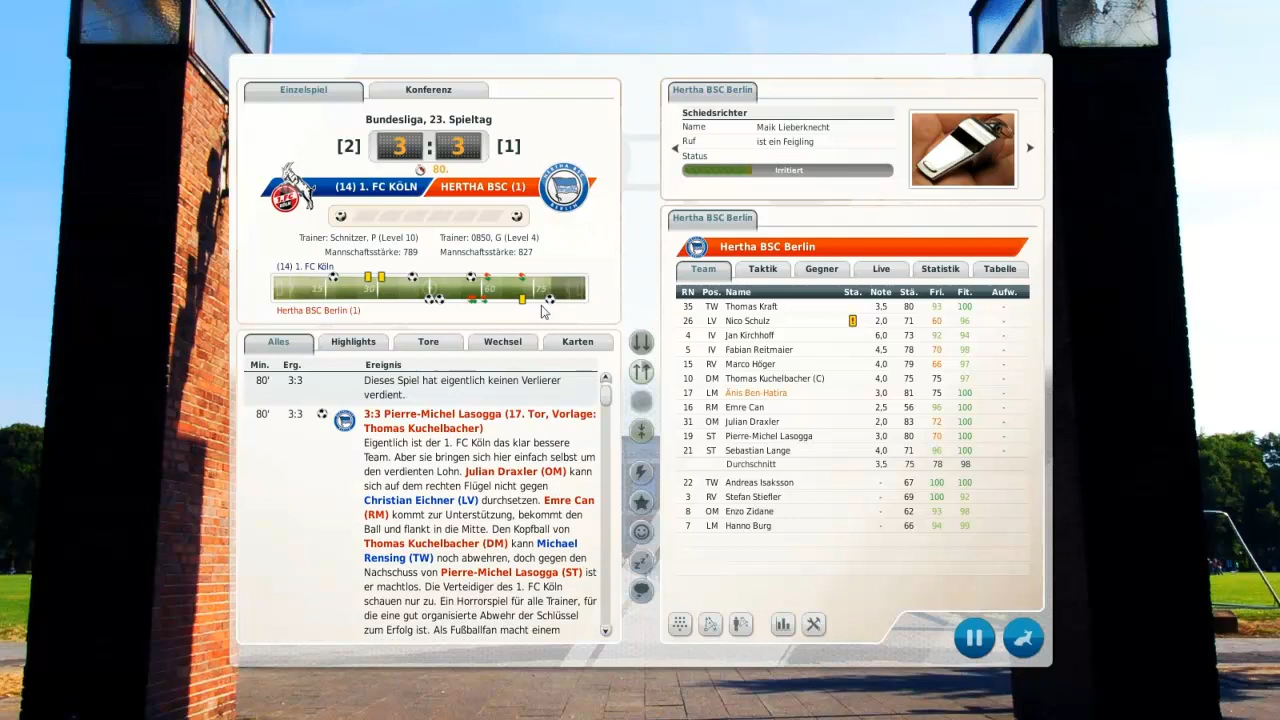 Einzelspiel
Konferenz
Bundesliga, 23. Spieltag
[2] 3 : 3 [1]
80.
(14) 1. FC KÖLN
HERTHA BSC (1)
Trainer: Schnitzer, P (Level 10)
Trainer: 0850, G (Level 4)
Mannschaftsstärke: 789
Mannschaftsstärke: 827
(14) 1. FC Köln
15 30 60 75
Hertha BSC Berlin (1)
Alles Highlights Tore Wechsel Karten
Min. Erg. Ereignis
80' 3:3 Dieses Spiel hat eigentlich keinen Verlierer
verdient.
80' 3:3 3:3 Pierre-Michel Lasogga (17. Tor, Vorlage:
Thomas Kuchelbacher)
Eigentlich ist der 1. FC Köln das klar bessere
Team. Aber sie bringen sich hier einfach selbst um
den verdienten Lohn. Julian Draxler (OM) kann
sich auf dem rechten Flügel nicht gegen
Christian Eichner (LV) durchsetzen. Emre Can
(RM) kommt zur Unterstützung, bekommt den
Ball und flankt in die Mitte. Den Kopfball von
Thomas Kuchelbacher (DM) kann Michael
Rensing (TW) noch abwehren, doch gegen den
Nachschuss von Pierre-Michel Lasogga (ST) ist
er machtlos. Die Verteidiger des 1. FC Köln
schauen nur zu. Ein Horrorspiel für alle Trainer, für
die eine gut organisierte Abwehr der Schlüssel
zum Erfolg ist. Als Fußballfan macht einem
Hertha BSC Berlin
Schiedsrichter
Name Maik Lieberknecht
Ruf ist ein Feigling
Status
Irritiert
Hertha BSC Berlin
Hertha BSC Berlin
Team Taktik Gegner Live Statistik Tabelle
RN Pos. Name Sta. Note Stä. Fri. Fit. Aufw.
35 TW Thomas Kraft 3,5 80 93 100 -
26 LV Nico Schulz ! 2,0 71 60 96 -
4 IV Jan Kirchhoff 6,0 73 92 94 -
5 IV Fabian Reitmaier 4,5 78 70 98 -
15 RV Marco Höger 4,0 79 66 97 -
10 DM Thomas Kuchelbacher (C) 4,0 75 75 97 -
17 LM Änis Ben-Hatira 3,0 81 75 100 -
16 RM Emre Can 2,5 56 96 100 -
31 OM Julian Draxler 2,0 83 72 100 -
19 ST Pierre-Michel Lasogga 3,0 80 70 100 -
21 ST Sebastian Lange 4,0 71 96 100 -
Durchschnitt 3,5 75 78 98
22 TW Andreas Isaksson - 67 100 100 -
3 RV Stefan Stiefler - 69 100 92 -
8 OM Enzo Zidane - 62 93 98 -
7 LM Hanno Burg - 66 94 99 -